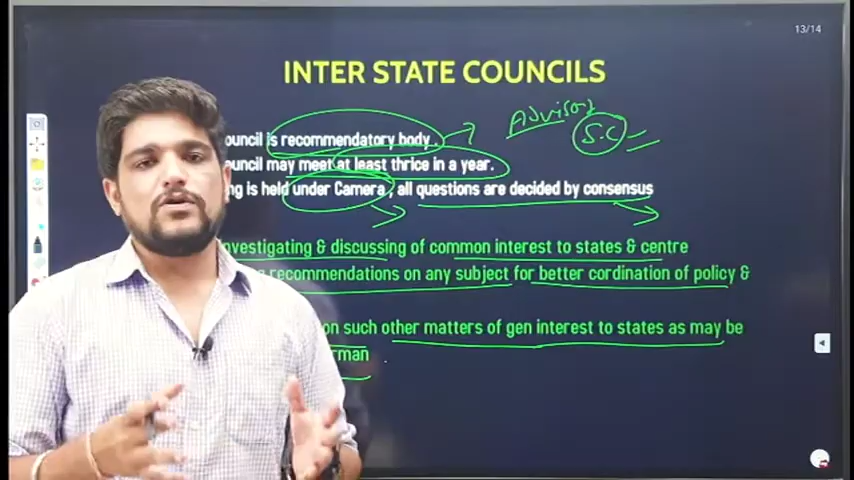 13/14
INTER STATE COUNCILS
Advisory
S.C
ouncil is recommendatory body.
ouncil may meet at least thrice in a year.
ng is held under Camera, all questions are decided by consensus
nvestigating & discussing of common interest to states & centre
recommendations on any subject for better cordination of policy &
on such other matters of gen interest to states as may be
rman